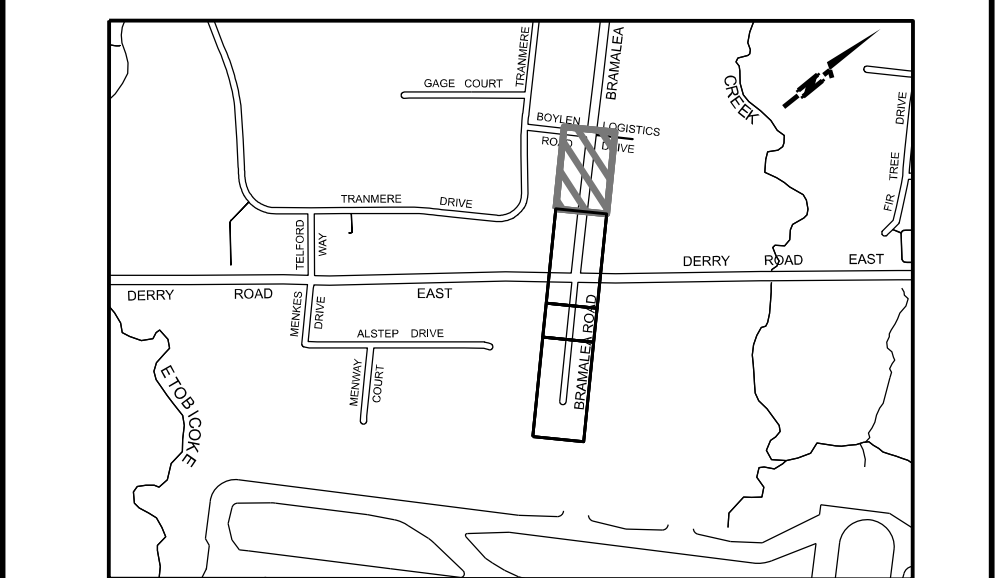 TRANMERE
BRAMALEA
GAGE COURT
CREEK
N
DRIVE
BOYLEN
ROAD
LOGISTICS
DRIVE
FIR TREE
TRANMERE DRIVE
TELFORD
WAY
DERRY ROAD EAST
DERRY ROAD EAST
MENKES
DRIVE
ALSTEP DRIVE
BRAMALEA ROAD
MENWAY
COURT
ETOBICOKE